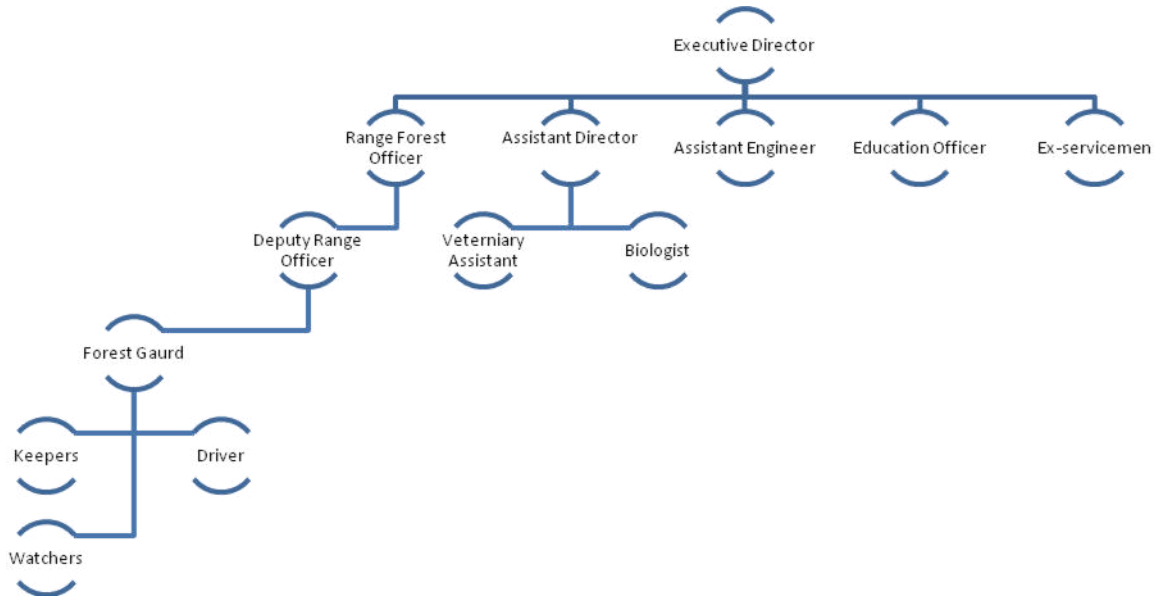 Executive Director
Range Forest
Officer
Assistant Director
Assistant Engineer
Education Officer
Ex-servicemen
Deputy Range
Officer
Veterniary
Assistant
Biologist
Forest Gaurd
Keepers
Driver
Watchers